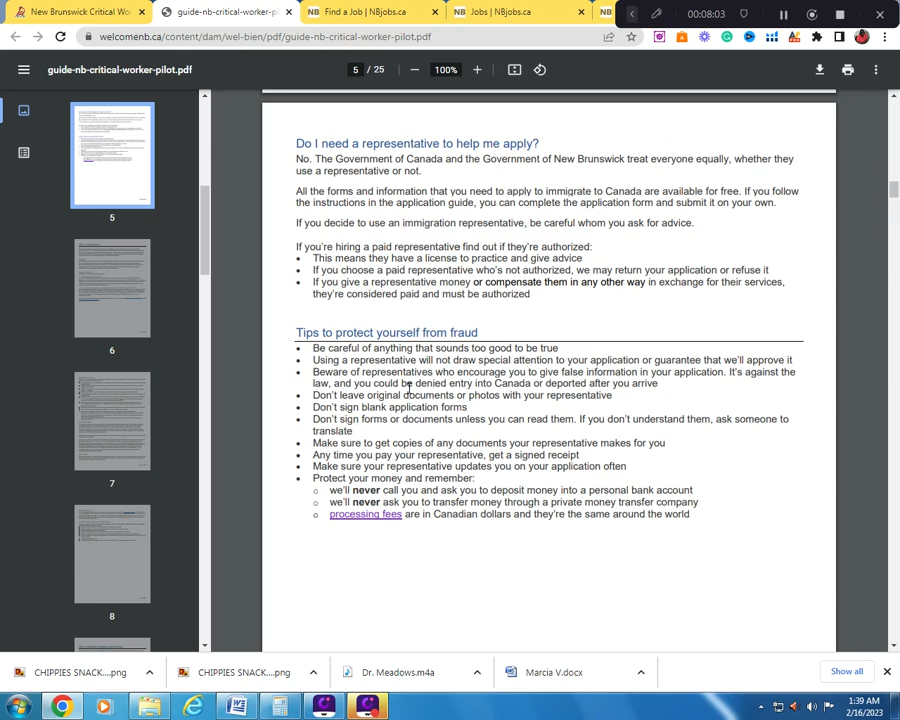 New Brunswick Critical Wor
guide-nb-critical-worker-p
Find a Job | NBjobs.ca
Jobs | NBjobs.ca
NB
00:08:03
welcomenb.ca/content/dam/wel-bien/pdf/guide-nb-critical-worker-pilot.pdf
guide-nb-critical-worker-pilot.pdf
5 / 25
100%
Do I need a representative to help me apply?
No. The Government of Canada and the Government of New Brunswick treat everyone equally, whether they
use a representative or not.
All the forms and information that you need to apply to immigrate to Canada are available for free. If you follow
the instructions in the application guide, you can complete the application form and submit it on your own.
If you decide to use an immigration representative, be careful whom you ask for advice.
If you're hiring a paid representative find out if they're authorized:
• This means they have a license to practice and give advice
• If you choose a paid representative who's not authorized, we may return your application or refuse it
• If you give a representative money or compensate them in any other way in exchange for their services,
they're considered paid and must be authorized
Tips to protect yourself from fraud
• Be careful of anything that sounds too good to be true
• Using a representative will not draw special attention to your application or guarantee that we'll approve it
• Beware of representatives who encourage you to give false information in your application. It's against the
law, and you could be denied entry into Canada or deported after you arrive
• Don't leave original documents or photos with your representative
• Don't sign blank application forms
• Don't sign forms or documents unless you can read them. If you don't understand them, ask someone to
translate
• Make sure to get copies of any documents your representative makes for you
• Any time you pay your representative, get a signed receipt
• Make sure your representative updates you on your application often
• Protect your money and remember:
o we'll never call you and ask you to deposit money into a personal bank account
o we'll never ask you to transfer money through a private money transfer company
o processing fees are in Canadian dollars and they're the same around the world
5
6
7
8
CHIPPIES SNACK....png
CHIPPIES SNACK....png
Dr. Meadows.m4a
Marcia V.docx
Show all
1:39 AM
2/16/2023